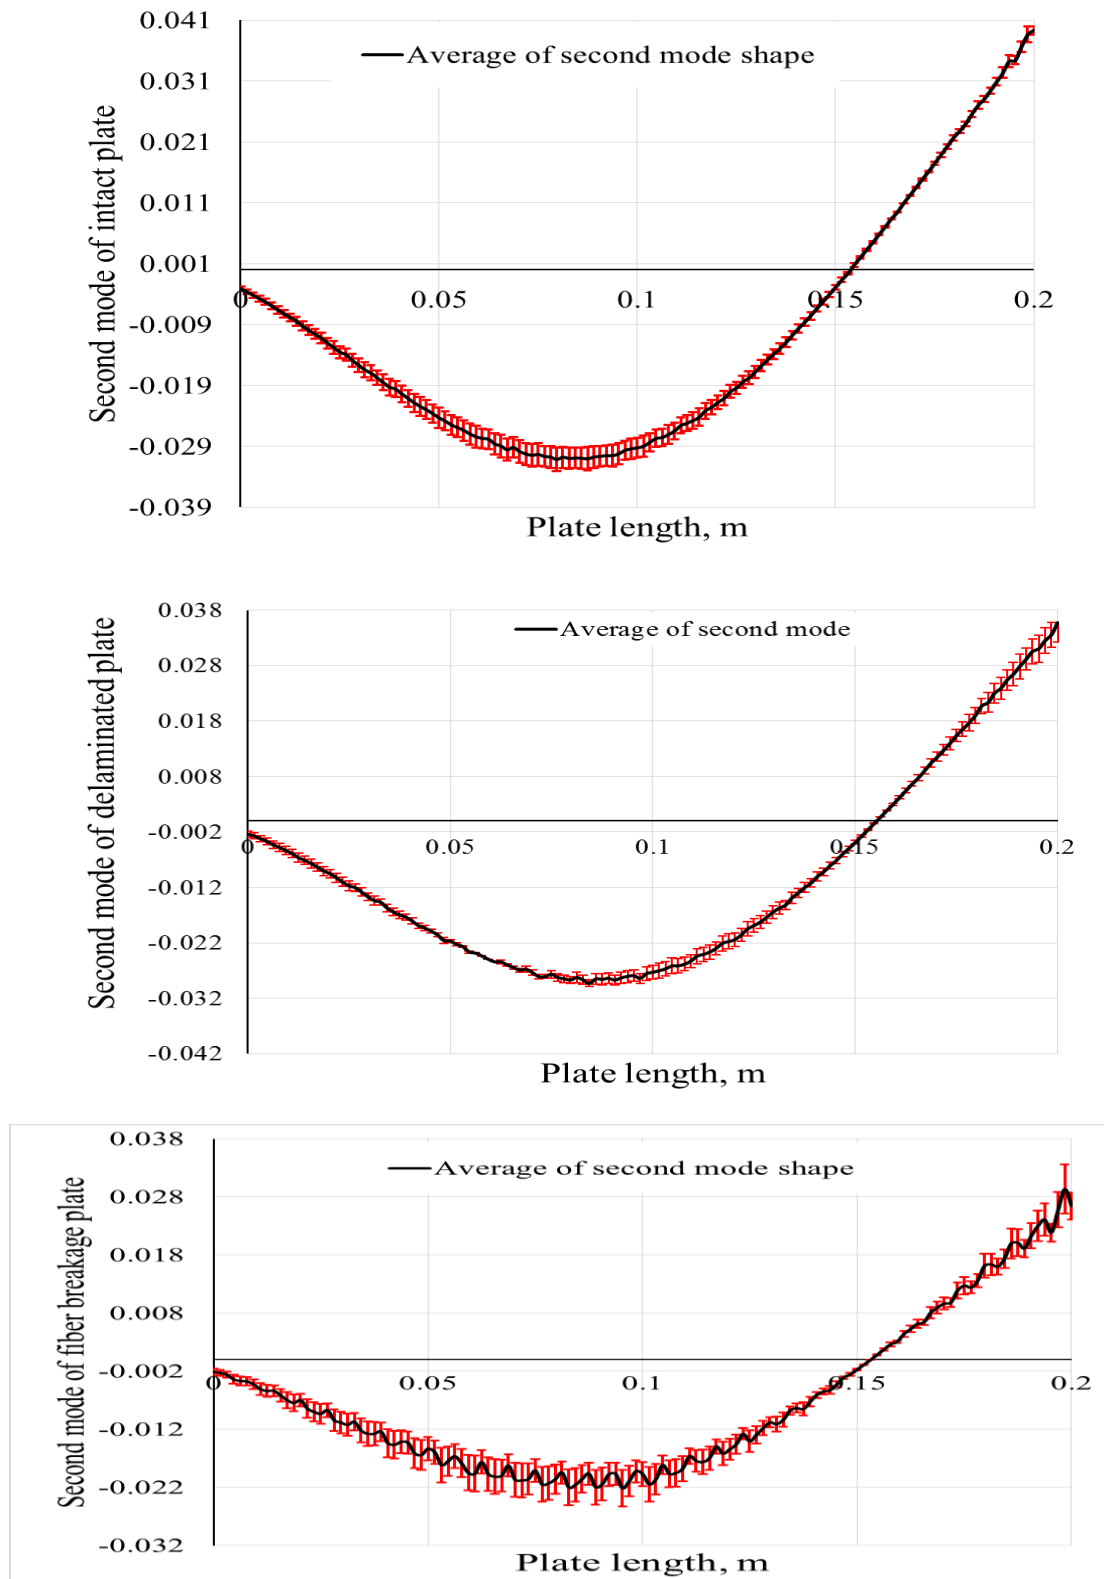 0.041
Average of second mode shape
0.031
0.021
0.011
0.001
0 0.05 0.1 0.15 0.2
-0.009
-0.019
-0.029
-0.039
Second mode of intact plate
Plate length, m
0.038
Average of second mode
0.028
0.018
0.008
-0.002
0 0.05 0.1 0.15 0.2
-0.012
-0.022
-0.032
-0.042
Second mode of delaminated plate
Plate length, m
0.038
Average of second mode shape
0.028
0.018
0.008
-0.002
0 0.05 0.1 0.15 0.2
-0.012
-0.022
-0.032
Second mode of fiber breakage plate
Plate length, m